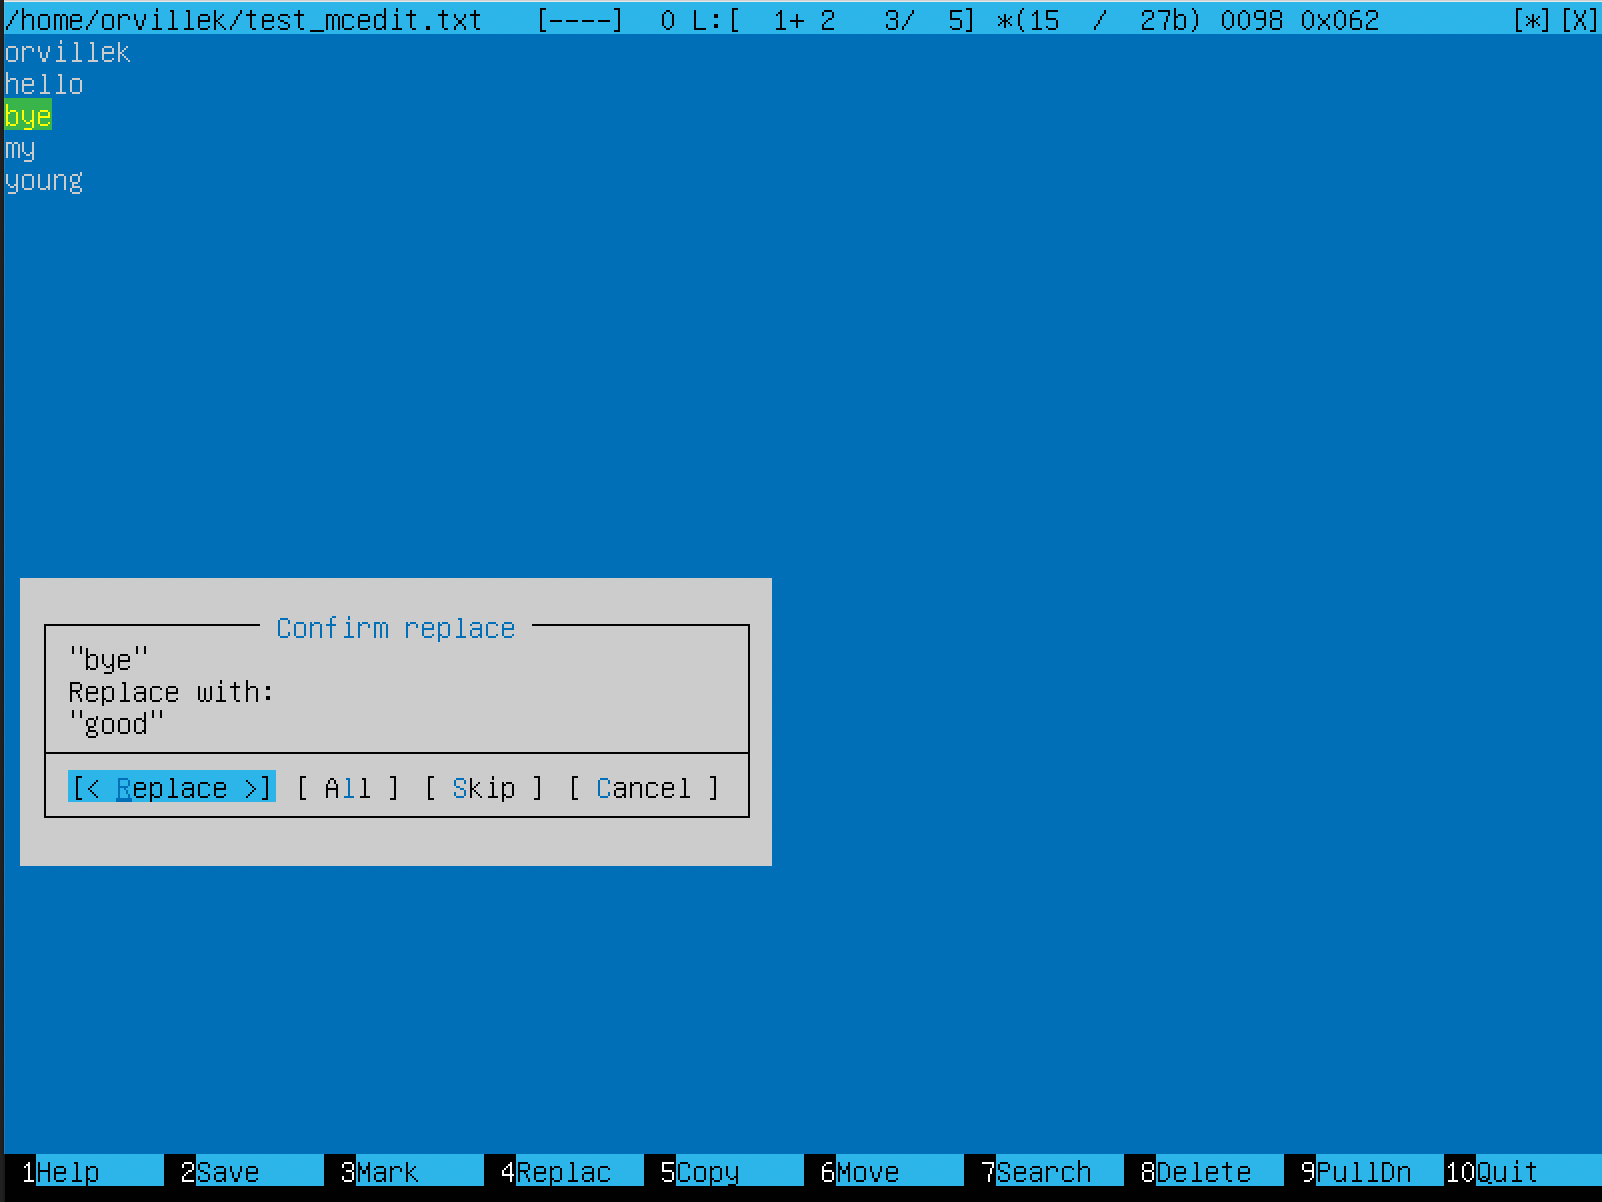 /home/orvillek/test_mcedit.txt   [----]  0 L:[  1+ 2   3/  5] *(15  /  27b) 0098 0x062        [*][X]
orvillek
hello
bye
my
young
Confirm replace
"bye"
Replace with:
"good"
[< Replace >] [ All ] [ Skip ] [ Cancel ]
1Help 2Save 3Mark 4Replac 5Copy 6Move 7Search 8Delete 9PullDn 10Quit